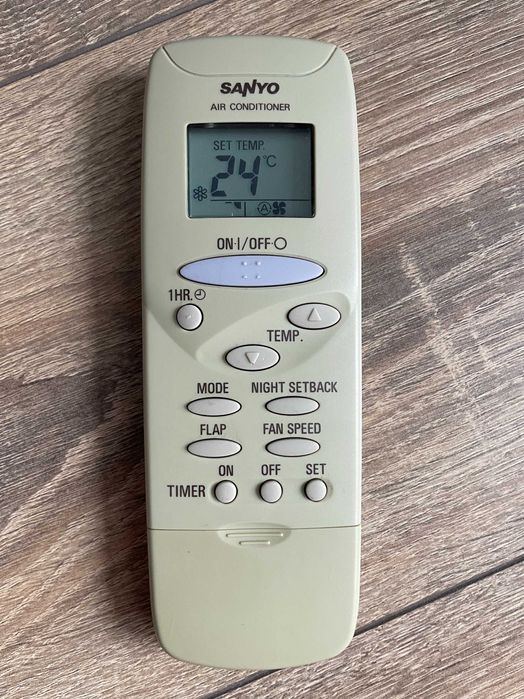 SANYO
AIR CONDITIONER
SET TEMP.
24°C
A
ON·I/OFF·O
1HR.
TEMP.
MODE NIGHT SETBACK
FLAP FAN SPEED
ON OFF SET
TIMER